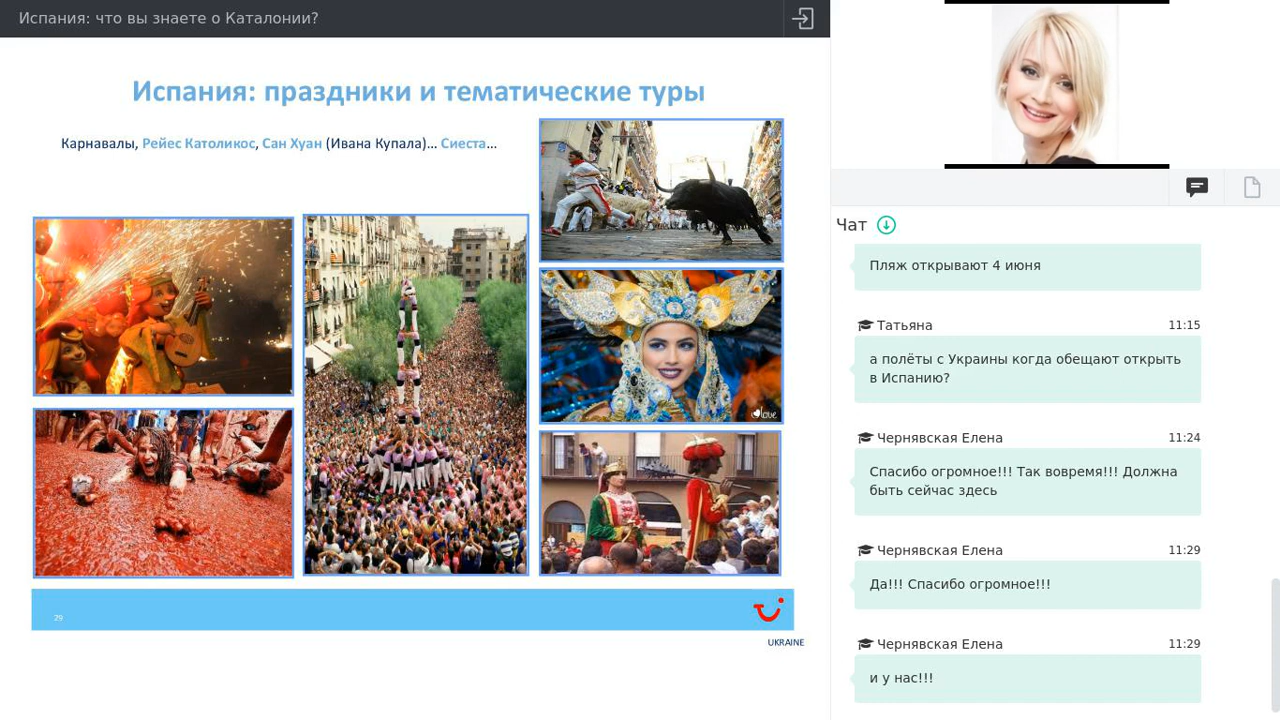 Испания: что вы знаете о Каталонии?
Испания: праздники и тематические туры
Карнавалы, Рейес Католикос, Сан Хуан (Ивана Купала)... Сиеста...
29
UKRAINE
Чат
Пляж открывают 4 июня
Татьяна 11:15
а полёты с Украины когда обещают открыть
в Испанию?
Чернявская Елена 11:24
Спасибо огромное!!! Так вовремя!!! Должна
быть сейчас здесь
Чернявская Елена 11:29
Да!!! Спасибо огромное!!!
Чернявская Елена 11:29
и у нас!!!